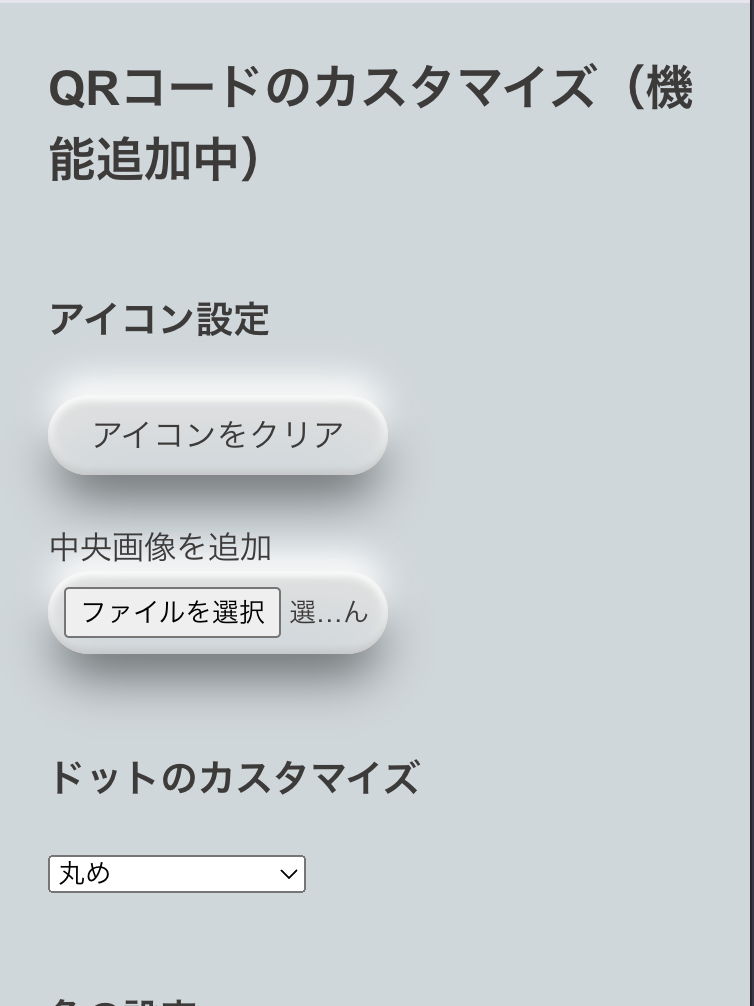 QRコードのカスタマイズ（機
能追加中）
アイコン設定
アイコンをクリア
中央画像を追加
ファイルを選択 選...ん
ドットのカスタマイズ
丸め